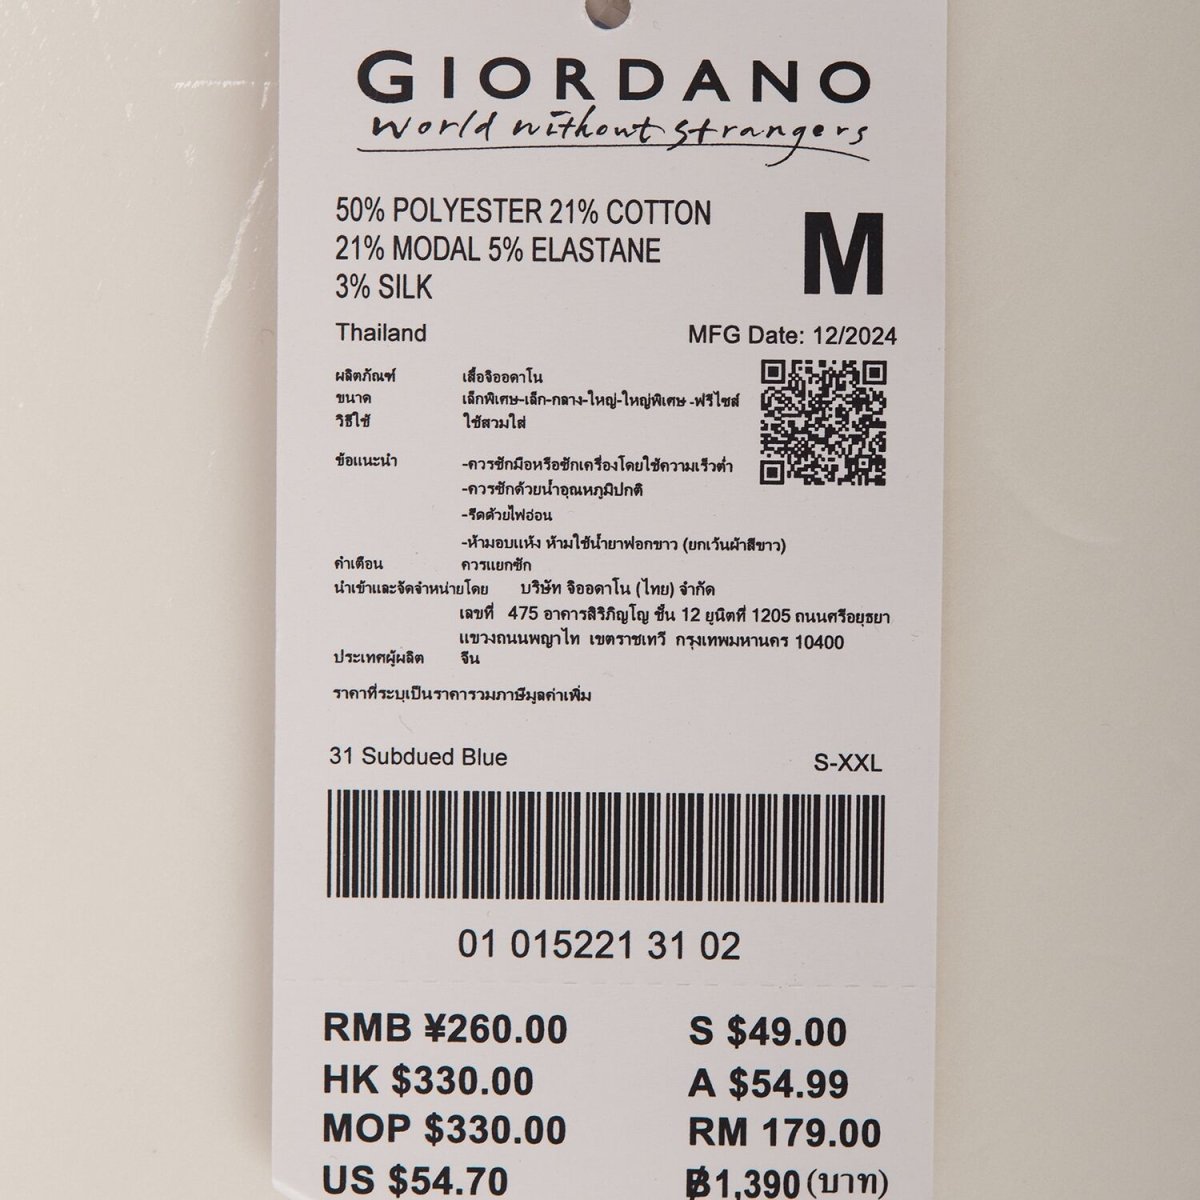 GIORDANO
World without strangers
50% POLYESTER 21% COTTON
21% MODAL 5% ELASTANE
3% SILK
M
Thailand
MFG Date: 12/2024
ผลิตภัณฑ์ เสื้อจิออดาโน
ขนาด เล็กพิเศษ-เล็ก-กลาง-ใหญ่-ใหญ่พิเศษ -ฟรีไซส์
วิธีใช้ ใช้สวมใส่
ข้อแนะนำ -ควรซักมือหรือซักเครื่องโดยใช้ความเร็วต่ำ
-ควรซักด้วยน้ำอุณหภูมิปกติ
-รีดด้วยไฟอ่อน
-ห้ามอบแห้ง ห้ามใช้น้ำยาฟอกขาว (ยกเว้นผ้าสีขาว)
คำเตือน ควรแยกซัก
นำเข้าและจัดจำหน่ายโดย บริษัท จิออดาโน (ไทย) จำกัด
เลขที่ 475 อาคารสิริภิญโญ ชั้น 12 ยูนิตที่ 1205 ถนนศรีอยุธยา
แขวงถนนพญาไท เขตราชเทวี กรุงเทพมหานคร 10400
ประเทศผู้ผลิต จีน
ราคาที่ระบุเป็นราคารวมภาษีมูลค่าเพิ่ม
31 Subdued Blue
S-XXL
01 015221 31 02
RMB ¥260.00 S $49.00
HK $330.00 A $54.99
MOP $330.00 RM 179.00
US $54.70 ฿1,390 (บาท)